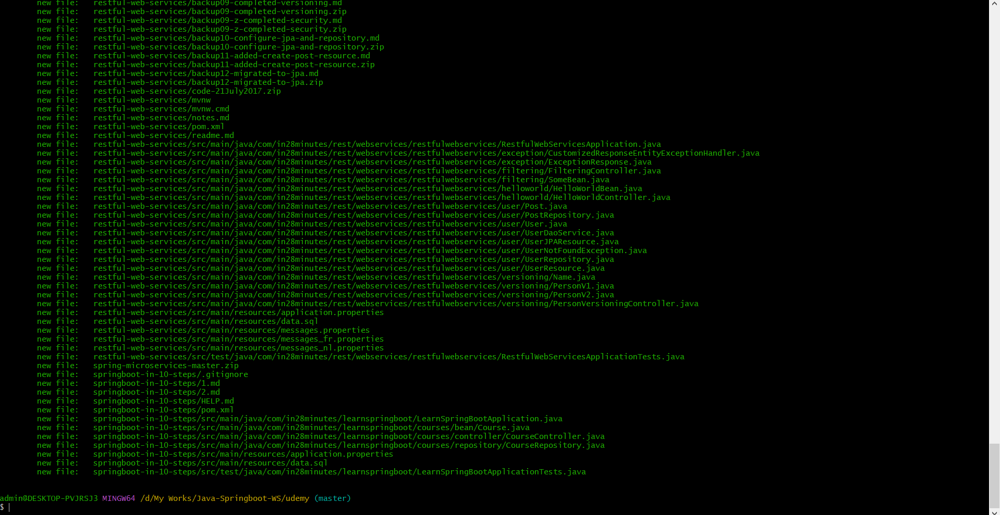 new file:   restful-web-services/backup09-completed-versioning.md
new file:   restful-web-services/backup09-completed-versioning.zip
new file:   restful-web-services/backup09-z-completed-security.md
new file:   restful-web-services/backup09-z-completed-security.zip
new file:   restful-web-services/backup10-configure-jpa-and-repository.md
new file:   restful-web-services/backup10-configure-jpa-and-repository.zip
new file:   restful-web-services/backup11-added-create-post-resource.md
new file:   restful-web-services/backup11-added-create-post-resource.zip
new file:   restful-web-services/backup12-migrated-to-jpa.md
new file:   restful-web-services/backup12-migrated-to-jpa.zip
new file:   restful-web-services/code-21July2017.zip
new file:   restful-web-services/mvnw
new file:   restful-web-services/mvnw.cmd
new file:   restful-web-services/notes.md
new file:   restful-web-services/pom.xml
new file:   restful-web-services/readme.md
new file:   restful-web-services/src/main/java/com/in28minutes/rest/webservices/restfulwebservices/RestfulWebServicesApplication.java
new file:   restful-web-services/src/main/java/com/in28minutes/rest/webservices/restfulwebservices/exception/CustomizedResponseEntityExceptionHandler.java
new file:   restful-web-services/src/main/java/com/in28minutes/rest/webservices/restfulwebservices/exception/ExceptionResponse.java
new file:   restful-web-services/src/main/java/com/in28minutes/rest/webservices/restfulwebservices/filtering/FilteringController.java
new file:   restful-web-services/src/main/java/com/in28minutes/rest/webservices/restfulwebservices/filtering/SomeBean.java
new file:   restful-web-services/src/main/java/com/in28minutes/rest/webservices/restfulwebservices/helloworld/HelloWorldBean.java
new file:   restful-web-services/src/main/java/com/in28minutes/rest/webservices/restfulwebservices/helloworld/HelloWorldController.java
new file:   restful-web-services/src/main/java/com/in28minutes/rest/webservices/restfulwebservices/user/Post.java
new file:   restful-web-services/src/main/java/com/in28minutes/rest/webservices/restfulwebservices/user/PostRepository.java
new file:   restful-web-services/src/main/java/com/in28minutes/rest/webservices/restfulwebservices/user/User.java
new file:   restful-web-services/src/main/java/com/in28minutes/rest/webservices/restfulwebservices/user/UserDaoService.java
new file:   restful-web-services/src/main/java/com/in28minutes/rest/webservices/restfulwebservices/user/UserJPAResource.java
new file:   restful-web-services/src/main/java/com/in28minutes/rest/webservices/restfulwebservices/user/UserNotFoundException.java
new file:   restful-web-services/src/main/java/com/in28minutes/rest/webservices/restfulwebservices/user/UserRepository.java
new file:   restful-web-services/src/main/java/com/in28minutes/rest/webservices/restfulwebservices/user/UserResource.java
new file:   restful-web-services/src/main/java/com/in28minutes/rest/webservices/restfulwebservices/versioning/Name.java
new file:   restful-web-services/src/main/java/com/in28minutes/rest/webservices/restfulwebservices/versioning/PersonV1.java
new file:   restful-web-services/src/main/java/com/in28minutes/rest/webservices/restfulwebservices/versioning/PersonV2.java
new file:   restful-web-services/src/main/java/com/in28minutes/rest/webservices/restfulwebservices/versioning/PersonVersioningController.java
new file:   restful-web-services/src/main/resources/application.properties
new file:   restful-web-services/src/main/resources/data.sql
new file:   restful-web-services/src/main/resources/messages.properties
new file:   restful-web-services/src/main/resources/messages_fr.properties
new file:   restful-web-services/src/main/resources/messages_nl.properties
new file:   restful-web-services/src/test/java/com/in28minutes/rest/webservices/restfulwebservices/RestfulWebServicesApplicationTests.java
new file:   spring-microservices-master.zip
new file:   springboot-in-10-steps/.gitignore
new file:   springboot-in-10-steps/1.md
new file:   springboot-in-10-steps/2.md
new file:   springboot-in-10-steps/HELP.md
new file:   springboot-in-10-steps/pom.xml
new file:   springboot-in-10-steps/src/main/java/com/in28minutes/learnspringboot/LearnSpringBootApplication.java
new file:   springboot-in-10-steps/src/main/java/com/in28minutes/learnspringboot/courses/bean/Course.java
new file:   springboot-in-10-steps/src/main/java/com/in28minutes/learnspringboot/courses/controller/CourseController.java
new file:   springboot-in-10-steps/src/main/java/com/in28minutes/learnspringboot/courses/repository/CourseRepository.java
new file:   springboot-in-10-steps/src/main/resources/application.properties
new file:   springboot-in-10-steps/src/main/resources/data.sql
new file:   springboot-in-10-steps/src/test/java/com/in28minutes/learnspringboot/LearnSpringBootApplicationTests.java
admin@DESKTOP-PVJRSJ3 MINGW64 /d/My Works/Java-Springboot-WS/udemy (master)
$